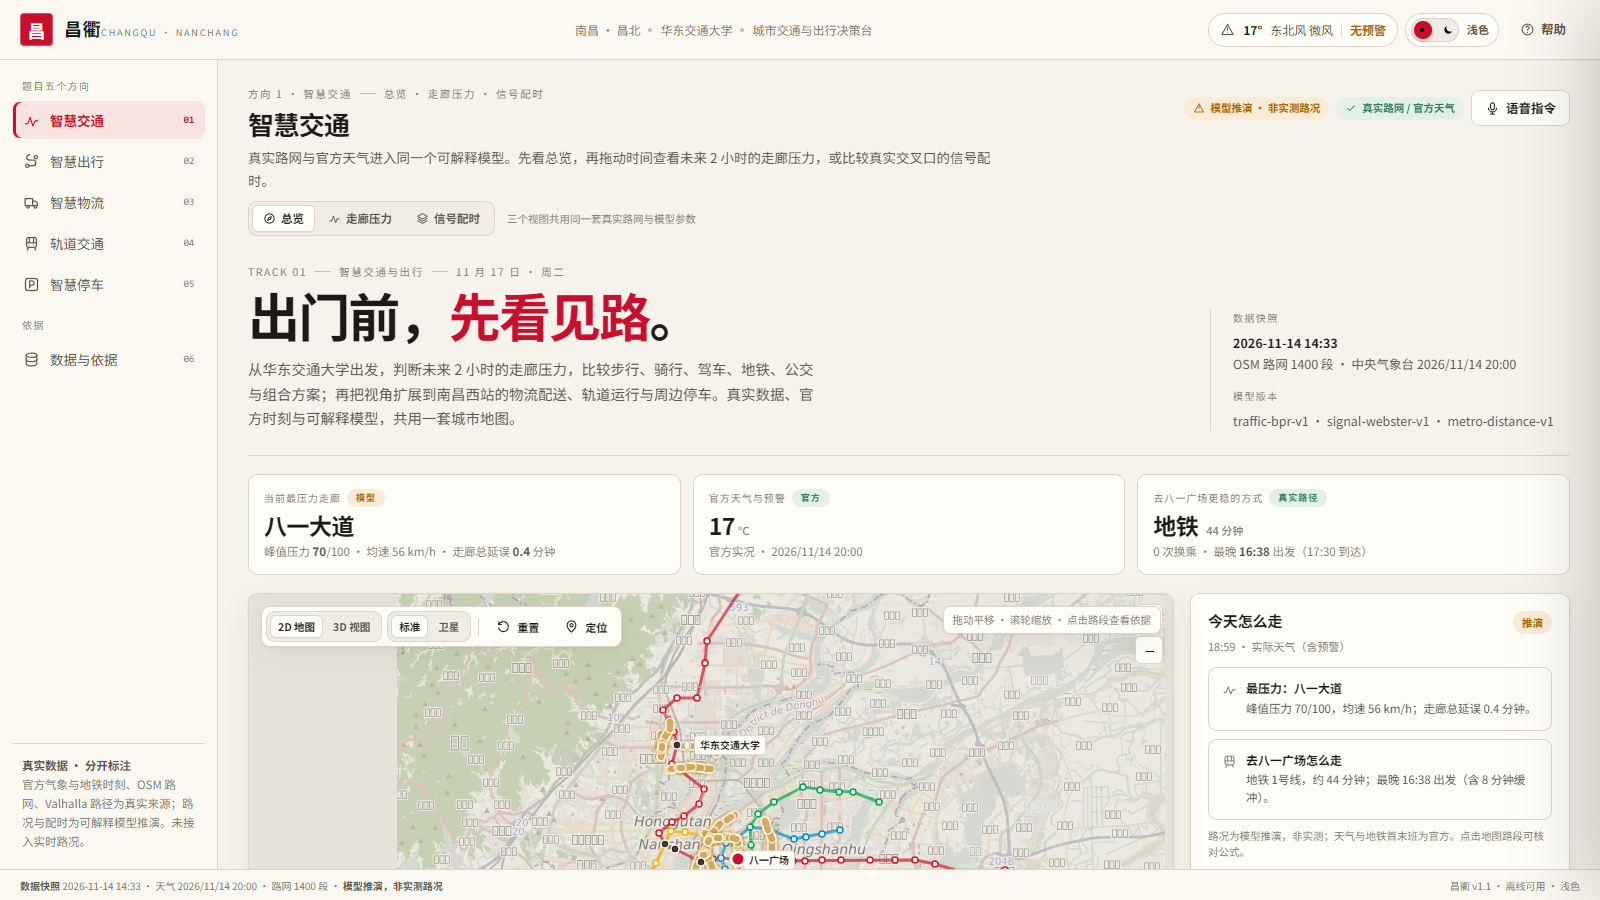 昌 昌衢 CHANGQU · NANCHANG
南昌 · 昌北 • 华东交通大学 • 城市交通与出行决策台
17° 东北风 微风 无预警
浅色
帮助
题目五个方向
智慧交通 01
智慧出行 02
智慧物流 03
轨道交通 04
智慧停车 05
依据
数据与依据 06
真实数据 · 分开标注
官方气象与地铁时刻、OSM 路
网、Valhalla 路径为真实来源；路
况与配时为可解释模型推演。未接
入实时路况。
方向 1 · 智慧交通 — 总览 · 走廊压力 · 信号配时
智慧交通
真实路网与官方天气进入同一个可解释模型。先看总览，再拖动时间查看未来 2 小时的走廊压力，或比较真实交叉口的信号配
时。
模型推演 · 非实测路况
真实路网 / 官方天气
语音指令
总览 走廊压力 信号配时 三个视图共用同一套真实路网与模型参数
TRACK 01 — 智慧交通与出行 — 11 月 17 日 · 周二
出门前，先看见路。
从华东交通大学出发，判断未来 2 小时的走廊压力，比较步行、骑行、驾车、地铁、公交
与组合方案；再把视角扩展到南昌西站的物流配送、轨道运行与周边停车。真实数据、官
方时刻与可解释模型，共用一套城市地图。
数据快照
2026-11-14 14:33
OSM 路网 1400 段 · 中央气象台 2026/11/14 20:00
模型版本
traffic-bpr-v1 · signal-webster-v1 · metro-distance-v1
当前最压力走廊 模型
八一大道
峰值压力 70/100 · 均速 56 km/h · 走廊总延误 0.4 分钟
官方天气与预警 官方
17 °C
官方实况 · 2026/11/14 20:00
去八一广场更稳的方式 真实路径
地铁 44 分钟
0 次换乘 · 最晚 16:38 出发（17:30 到达）
2D 地图 3D 视图 标准 卫星 重置 定位
拖动平移 · 滚轮缩放 · 点击路段查看依据
−
593
14
10
District de Donghu
华东交通大学
20
20
Qingshanhu
八一广场
204B
今天怎么走 推演
18:59 · 实际天气（含预警）
最压力：八一大道
峰值压力 70/100，均速 56 km/h；走廊总延误 0.4 分钟。
去八一广场怎么走
地铁 1号线，约 44 分钟；最晚 16:38 出发（含 8 分钟缓
冲）。
路况为模型推演，非实测；天气与地铁首末班为官方。点击地图路段可核
对公式。
数据快照 2026-11-14 14:33 · 天气 2026/11/14 20:00 · 路网 1400 段 · 模型推演，非实测路况
昌衢 v1.1 · 离线可用 · 浅色